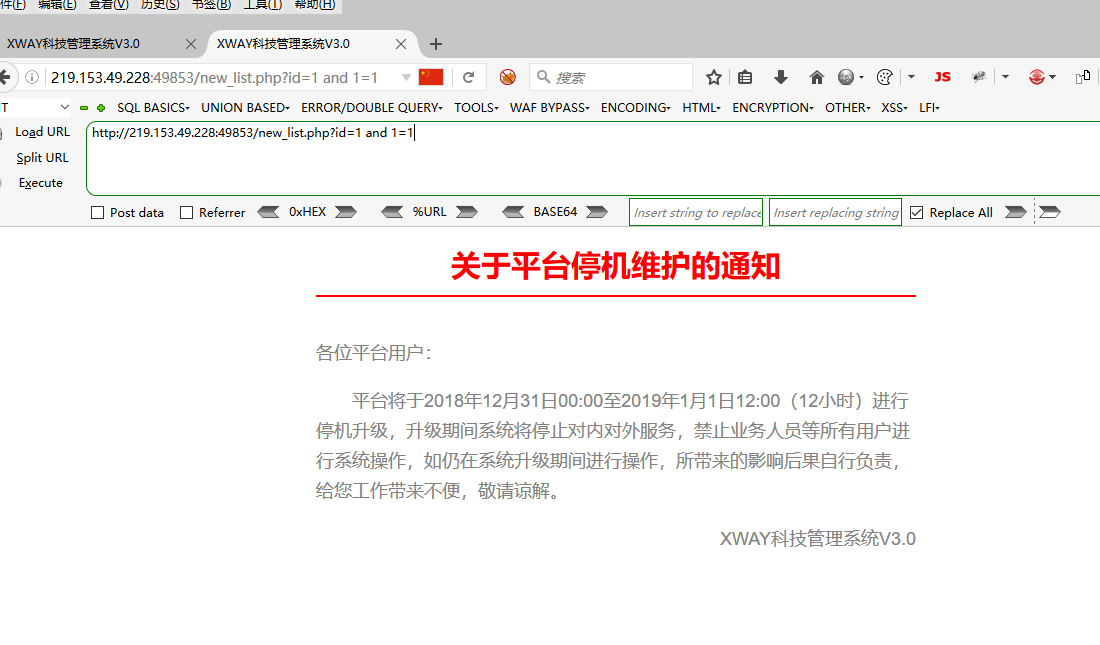 件(F) 编辑(E) 查看(V) 历史(S) 书签(B) 工具(T) 帮助(H)
XWAY科技管理系统V3.0 XWAY科技管理系统V3.0
219.153.49.228:49853/new_list.php?id=1 and 1=1 搜索 JS
SQL BASICS UNION BASED ERROR/DOUBLE QUERY TOOLS WAF BYPASS ENCODING HTML ENCRYPTION OTHER XSS LFI
Load URL http://219.153.49.228:49853/new_list.php?id=1 and 1=1
Split URL
Execute
Post data Referrer 0xHEX %URL BASE64 Insert string to replace Insert replacing string Replace All
关于平台停机维护的通知
各位平台用户：
平台将于2018年12月31日00:00至2019年1月1日12:00（12小时）进行
停机升级，升级期间系统将停止对内对外服务，禁止业务人员等所有用户进
行系统操作，如仍在系统升级期间进行操作，所带来的影响后果自行负责，
给您工作带来不便，敬请谅解。
XWAY科技管理系统V3.0